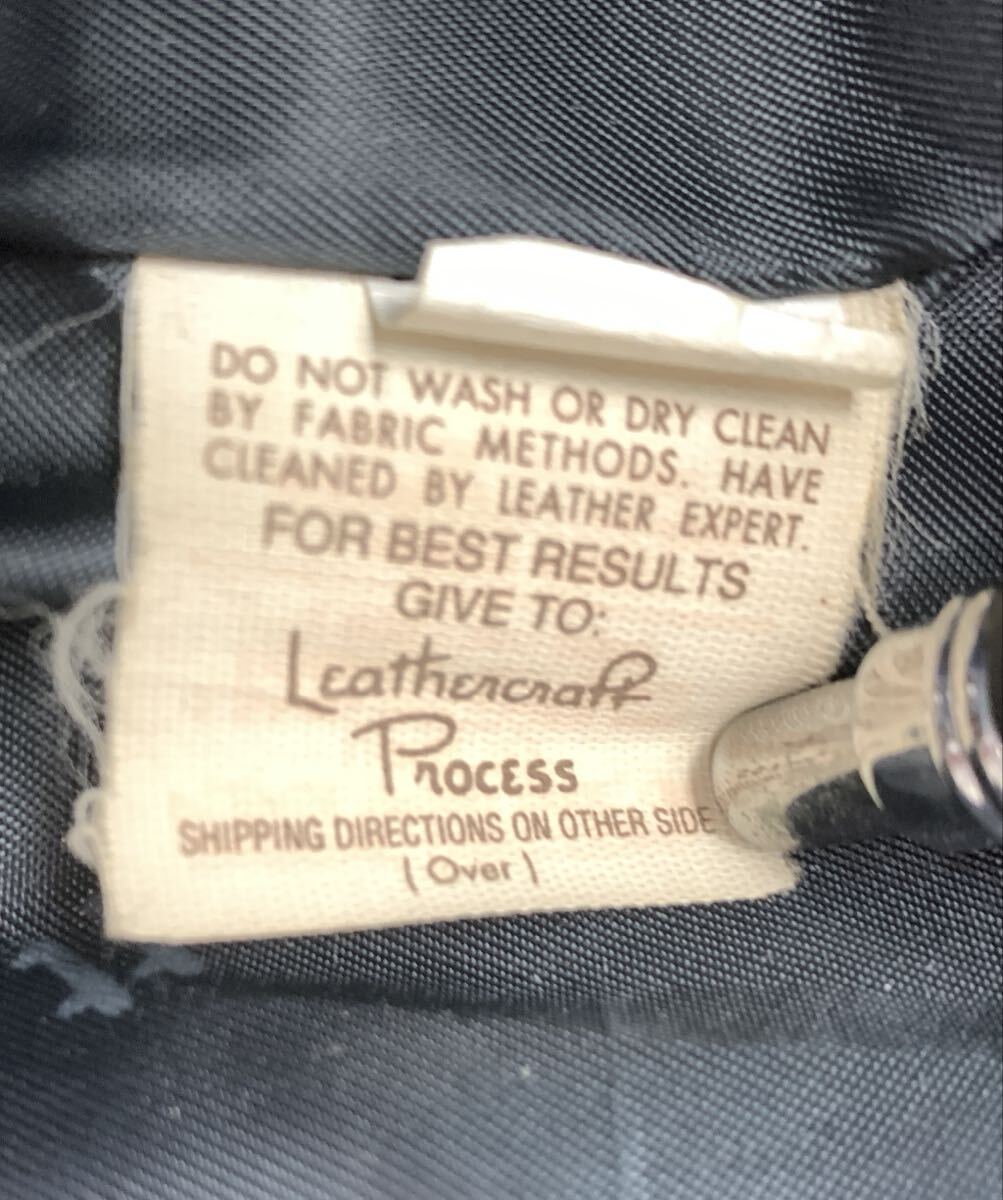 DO NOT WASH OR DRY CLEAN
BY FABRIC METHODS. HAVE
CLEANED BY LEATHER EXPERT.
FOR BEST RESULTS
GIVE TO:
Leathercraft
Process
SHIPPING DIRECTIONS ON OTHER SIDE
(Over)